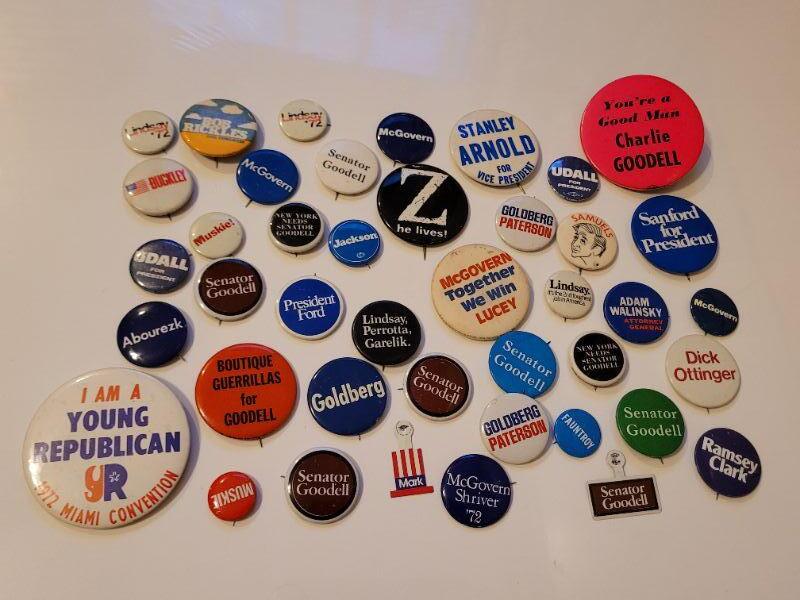 Lindsay
'72
BOB
RICKLES
Lindsay
'72
McGovern
STANLEY
ARNOLD
FOR
VICE PRESIDENT
You're a
Good Man
Charlie
GOODELL
BUCKLEY
McGovern
Senator
Goodell
Z
he lives!
UDALL
FOR
PRESIDENT
Muskie!
NEW YORK
NEEDS
SENATOR
GOODELL
Jackson
GOLDBERG
PATERSON
SAMUELS
Sanford
for
President
UDALL
FOR
PRESIDENT
Senator
Goodell
President
Ford
McGOVERN
Together
We Win
LUCEY
Lindsay.
ADAM
WALINSKY
ATTORNEY
GENERAL
McGovern
Abourezk
Lindsay,
Perrotta,
Garelik.
Senator
Goodell
NEW YORK
NEEDS
SENATOR
GOODELL
Dick
Ottinger
I AM A
YOUNG
REPUBLICAN
YR
1972 MIAMI CONVENTION
BOUTIQUE
GUERRILLAS
for
GOODELL
Goldberg
Senator
Goodell
GOLDBERG
PATERSON
FAUNTROY
Senator
Goodell
Ramsey
Clark
MUSKIE
Senator
Goodell
Mark
McGovern
Shriver
'72
Senator
Goodell